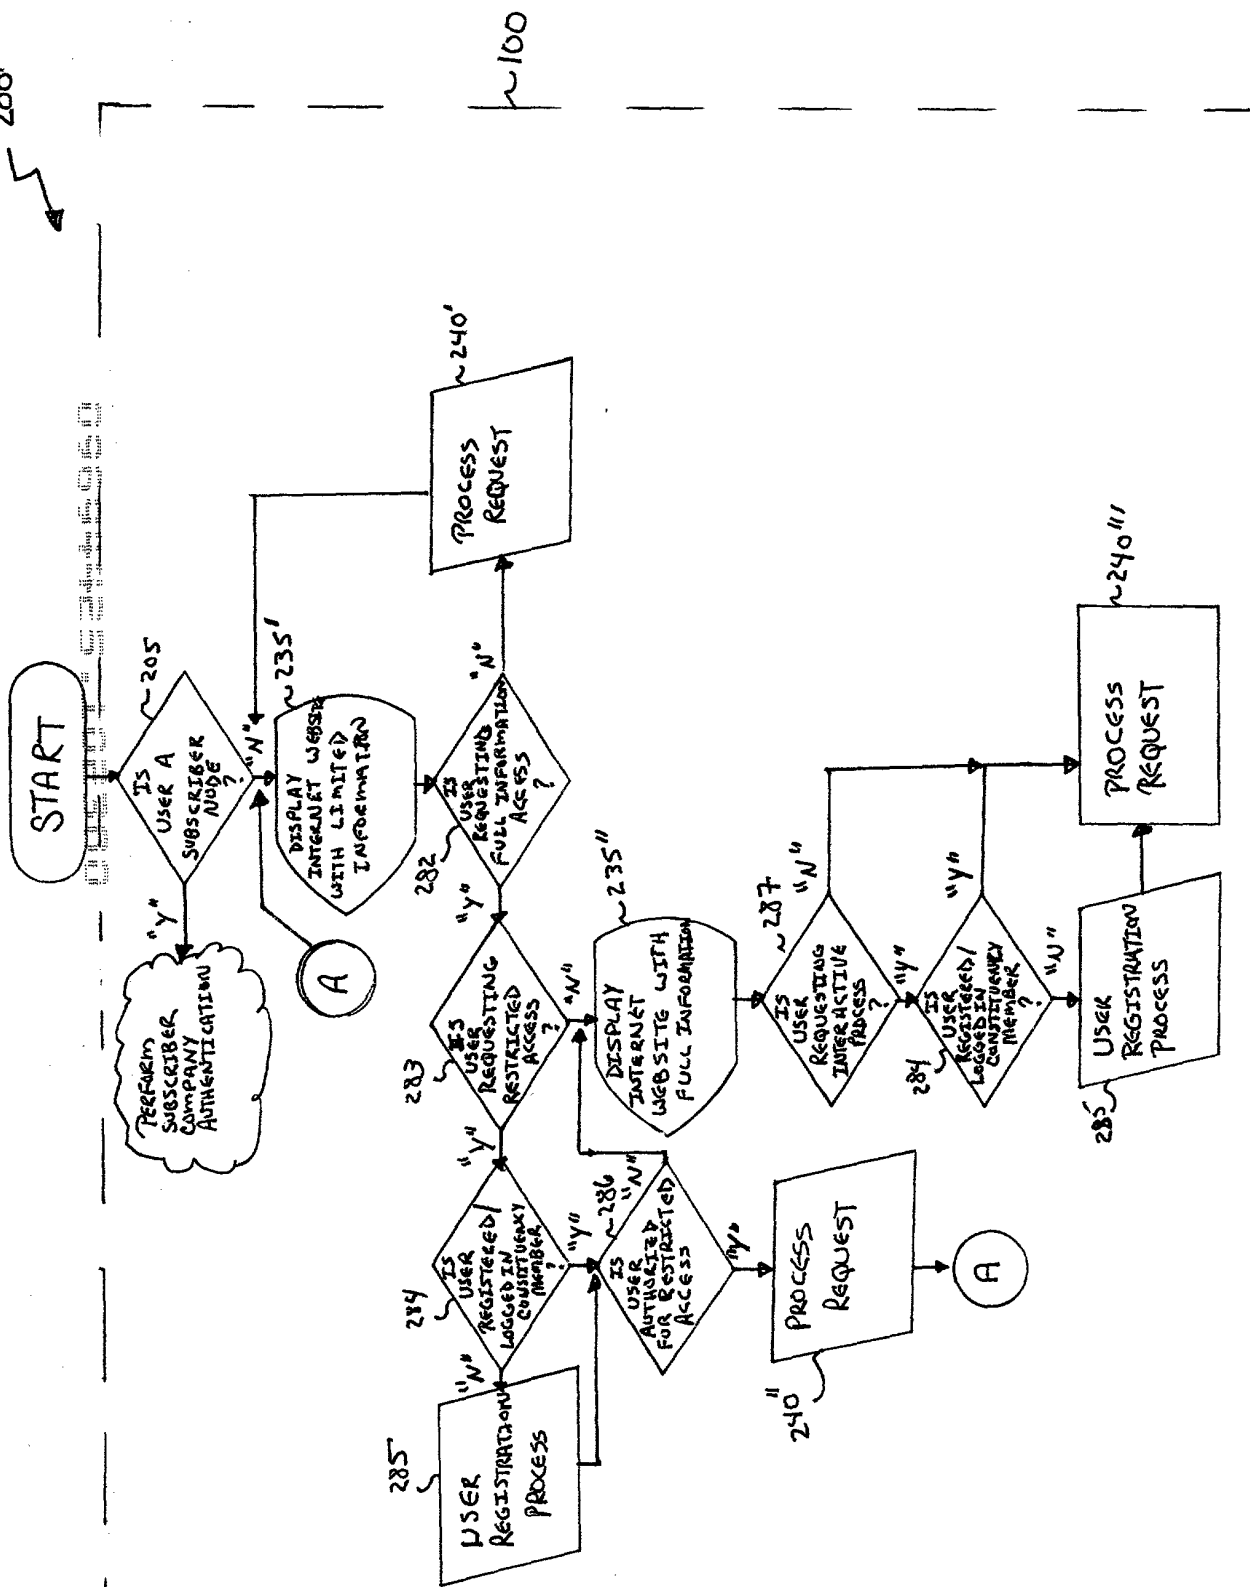 200'
100
START
205
IS
USER A
SUBSCRIBER
NODE
?
"Y"
"N"
PERFORM
SUBSCRIBER
COMPANY
AUTHENTICATION
A
235'
DISPLAY
INTERNET WEBSITE
WITH LIMITED
INFORMATION
282
IS
USER
REQUESTING
FULL INFORMATION
ACCESS
?
"N"
"Y"
240'
PROCESS
REQUEST
283
IS
USER
REQUESTING
RESTRICTED
ACCESS
?
"N"
"Y"
284
IS
USER
REGISTERED/
LOGGED IN
CONSTITUENCY
MEMBER
?
"Y"
"N"
285
USER
REGISTRATION
PROCESS
286
IS
USER
AUTHORIZED
FOR RESTRICTED
ACCESS
"N"
"Y"
240"
PROCESS
REQUEST
A
235"
DISPLAY
INTERNET
WEBSITE WITH
FULL INFORMATION
287
IS
USER
REQUESTING
INTERACTIVE
PROCESS
?
"N"
"Y"
284
IS
USER
REGISTERED/
LOGGED IN
CONSTITUENCY
MEMBER
?
"Y"
"N"
285
USER
REGISTRATION
PROCESS
240'''
PROCESS
REQUEST